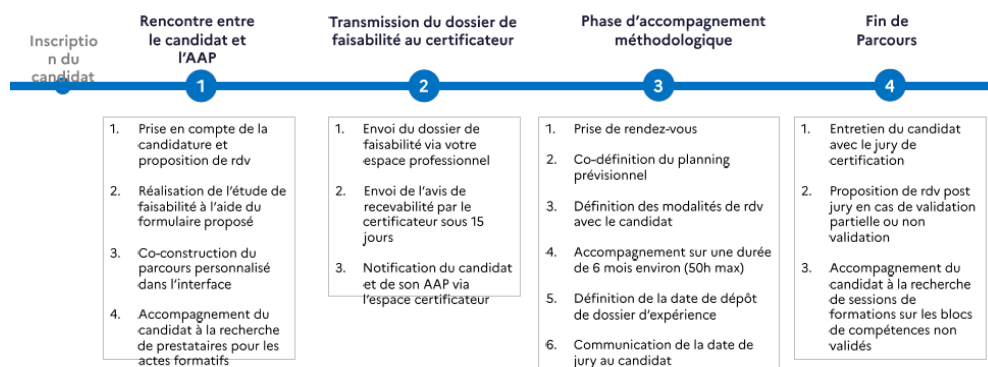 Inscriptio
n du
candidat
Rencontre entre
le candidat et
l'AAP
1
1. Prise en compte de la
candidature et
proposition de rdv
2. Réalisation de l'étude de
faisabilité à l'aide du
formulaire proposé
3. Co-construction du
parcours personnalisé
dans l'interface
4. Accompagnement du
candidat à la recherche
de prestataires pour les
actes formatifs
Transmission du dossier de
faisabilité au certificateur
2
1. Envoi du dossier de
faisabilité via votre
espace professionnel
2. Envoi de l'avis de
recevabilité par le
certificateur sous 15
jours
3. Notification du candidat
et de son AAP via
l'espace certificateur
Phase d'accompagnement
méthodologique
3
1. Prise de rendez-vous
2. Co-définition du planning
prévisionnel
3. Définition des modalités de rdv
avec le candidat
4. Accompagnement sur une durée
de 6 mois environ (50h max)
5. Définition de la date de dépôt
de dossier d'expérience
6. Communication de la date de
jury au candidat
Fin de
Parcours
4
1. Entretien du candidat
avec le jury de
certification
2. Proposition de rdv post
jury en cas de validation
partielle ou non
validation
3. Accompagnement du
candidat à la recherche
de sessions de
formations sur les blocs
de compétences non
validés